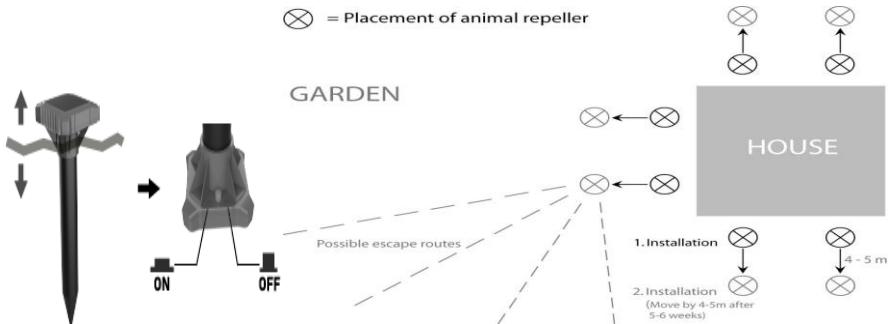 = Placement of animal repeller
GARDEN
HOUSE
Possible escape routes
1. Installation
4 - 5 m
2. Installation
(Move by 4-5m after
5-6 weeks)
ON
OFF